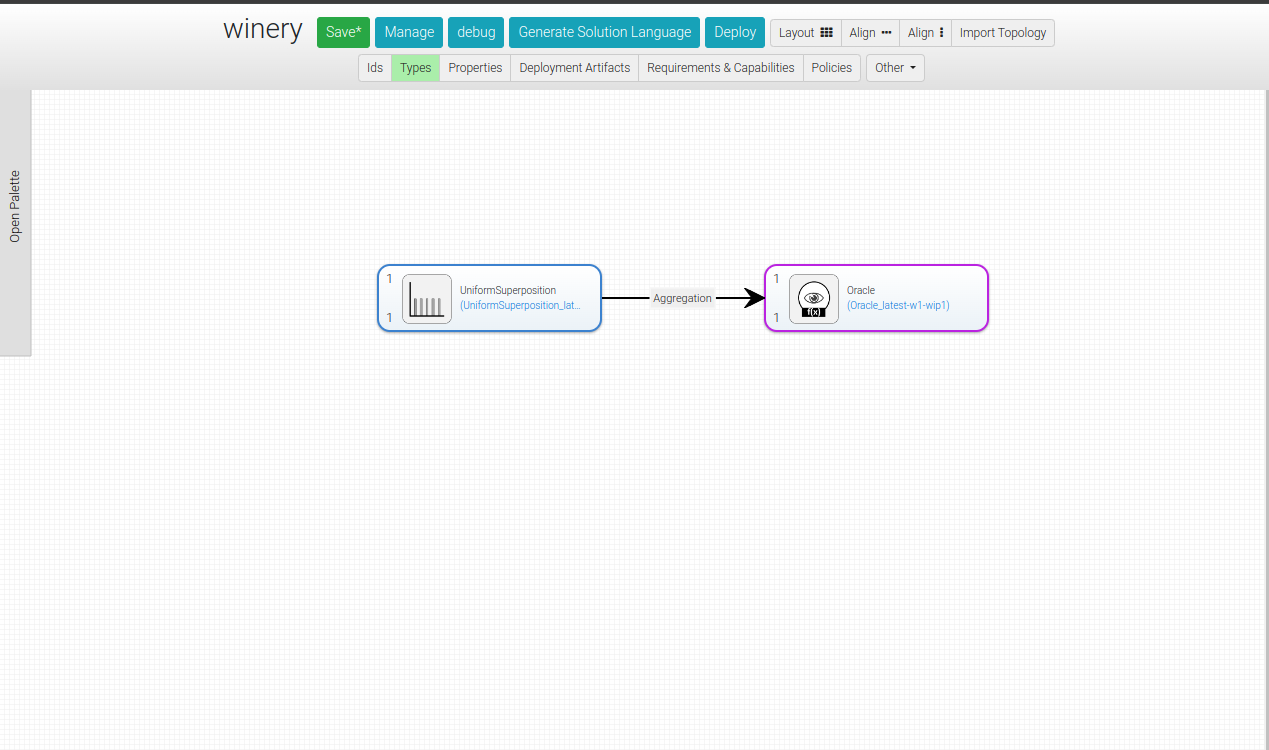 winery Save* Manage debug Generate Solution Language Deploy Layout Align Align Import Topology
Ids Types Properties Deployment Artifacts Requirements & Capabilities Policies Other
Open Palette
1 UniformSuperposition
(UniformSuperposition_lat...
1
Aggregation
1 Oracle
f(x) (Oracle_latest-w1-wip1)
1